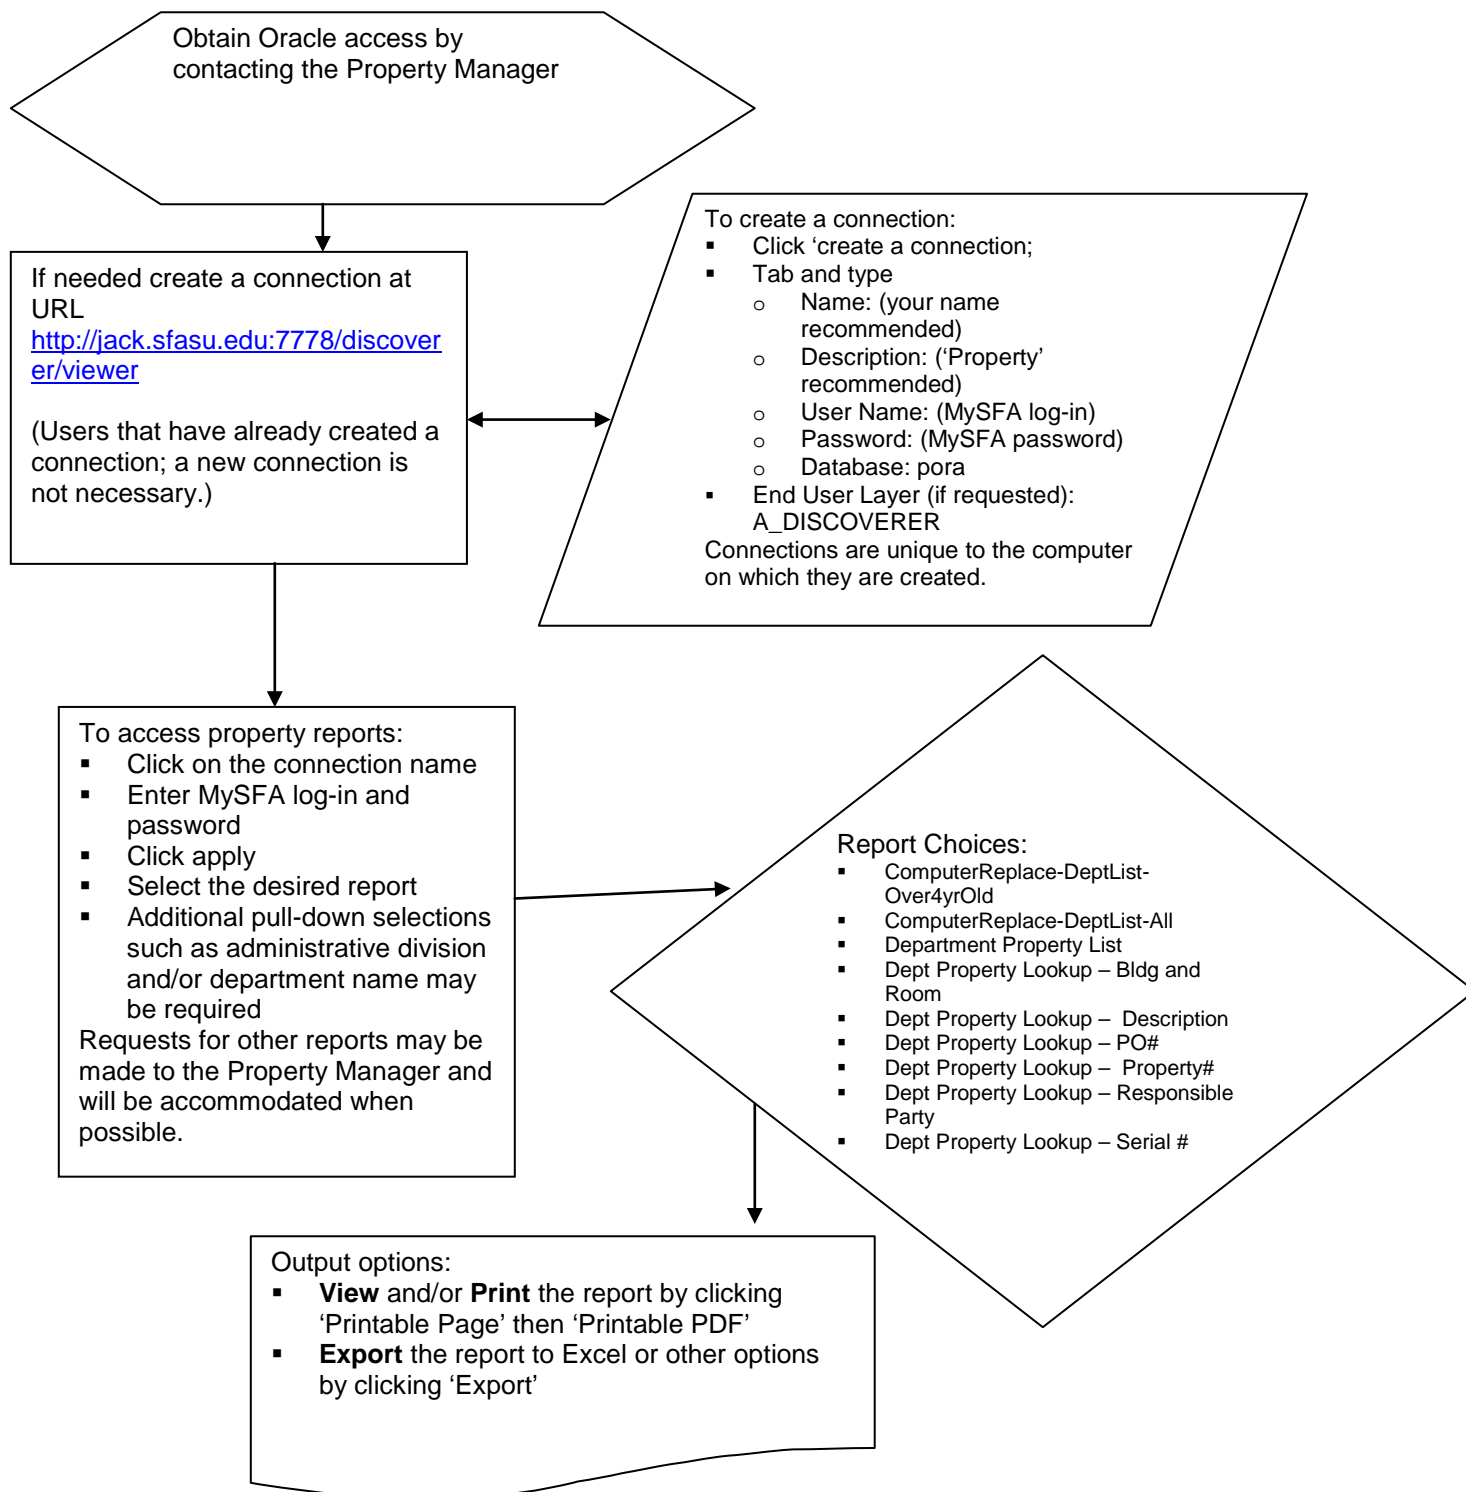 Obtain Oracle access by
contacting the Property Manager
If needed create a connection at
URL
http://jack.sfasu.edu:7778/discover
er/viewer
(Users that have already created a
connection; a new connection is
not necessary.)
To create a connection:
▪ Click ‘create a connection;
▪ Tab and type
o Name: (your name
recommended)
o Description: (‘Property’
recommended)
o User Name: (MySFA log-in)
o Password: (MySFA password)
o Database: pora
▪ End User Layer (if requested):
A_DISCOVERER
Connections are unique to the computer
on which they are created.
To access property reports:
▪ Click on the connection name
▪ Enter MySFA log-in and
password
▪ Click apply
▪ Select the desired report
▪ Additional pull-down selections
such as administrative division
and/or department name may
be required
Requests for other reports may be
made to the Property Manager and
will be accommodated when
possible.
Report Choices:
▪ ComputerReplace-DeptList-
Over4yrOld
▪ ComputerReplace-DeptList-All
▪ Department Property List
▪ Dept Property Lookup – Bldg and
Room
▪ Dept Property Lookup – Description
▪ Dept Property Lookup – PO#
▪ Dept Property Lookup – Property#
▪ Dept Property Lookup – Responsible
Party
▪ Dept Property Lookup – Serial #
Output options:
▪ View and/or Print the report by clicking
‘Printable Page’ then ‘Printable PDF’
▪ Export the report to Excel or other options
by clicking ‘Export’